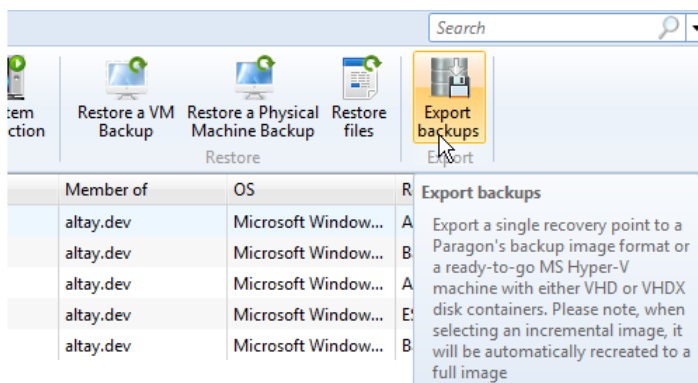 Search
tem
ction
Restore a VM
Backup
Restore a Physical
Machine Backup
Restore
files
Restore
Export
backups
Export
Member of
OS
R
altay.dev
Microsoft Window...
A
altay.dev
Microsoft Window...
B
altay.dev
Microsoft Window...
A
altay.dev
Microsoft Window...
altay.dev
Microsoft Window...
B
Export backups
Export a single recovery point to a
Paragon's backup image format or
a ready-to-go MS Hyper-V
machine with either VHD or VHDX
disk containers. Please note, when
selecting an incremental image, it
will be automatically recreated to a
full image